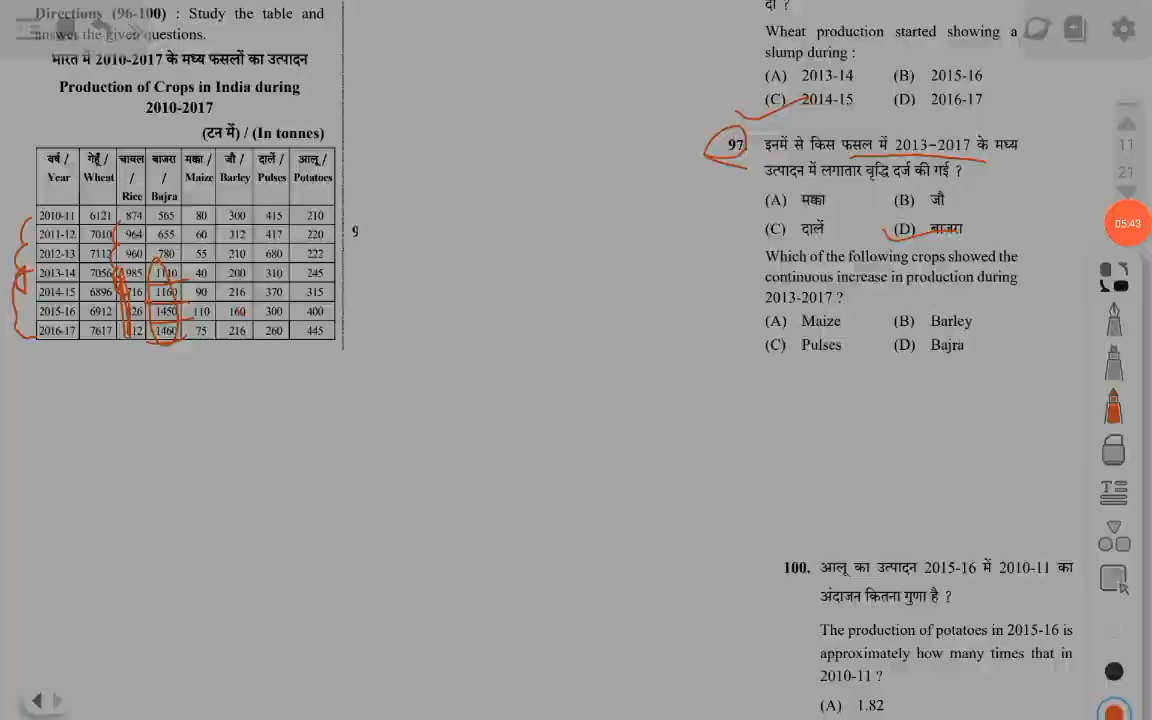 Directions (96-100) : Study the table and
answer the given questions.
भारत में 2010-2017 के मध्य फसलों का उत्पादन
Production of Crops in India during
2010-2017
(टन में) / (In tonnes)
वर्ष / गेहूँ / चावल बाजरा मक्का / जौ / दालें / आलू /
Year Wheat / / Maize Barley Pulses Potatoes
Rice Bajra
2010-11 6121 874 565 80 300 415 210
2011-12 7010 964 655 60 312 417 220
2012-13 7112 960 780 55 210 680 222
2013-14 7056 985 1110 40 200 310 245
2014-15 6896 716 1160 90 216 370 315
2015-16 6912 826 1450 110 160 300 400
2016-17 7617 1460 75 216 260 445
9
दी ?
Wheat production started showing a
slump during :
(A) 2013-14 (B) 2015-16
(C) 2014-15 (D) 2016-17
97. इनमें से किस फसल में 2013-2017 के मध्य
उत्पादन में लगातार वृद्धि दर्ज की गई ?
(A) मक्का (B) जौ
(C) दालें (D) बाजरा
Which of the following crops showed the
continuous increase in production during
2013-2017 ?
(A) Maize (B) Barley
(C) Pulses (D) Bajra
100. आलू का उत्पादन 2015-16 में 2010-11 का
अंदाजन कितना गुणा है ?
The production of potatoes in 2015-16 is
approximately how many times that in
2010-11 ?
(A) 1.82
11
21
05:43